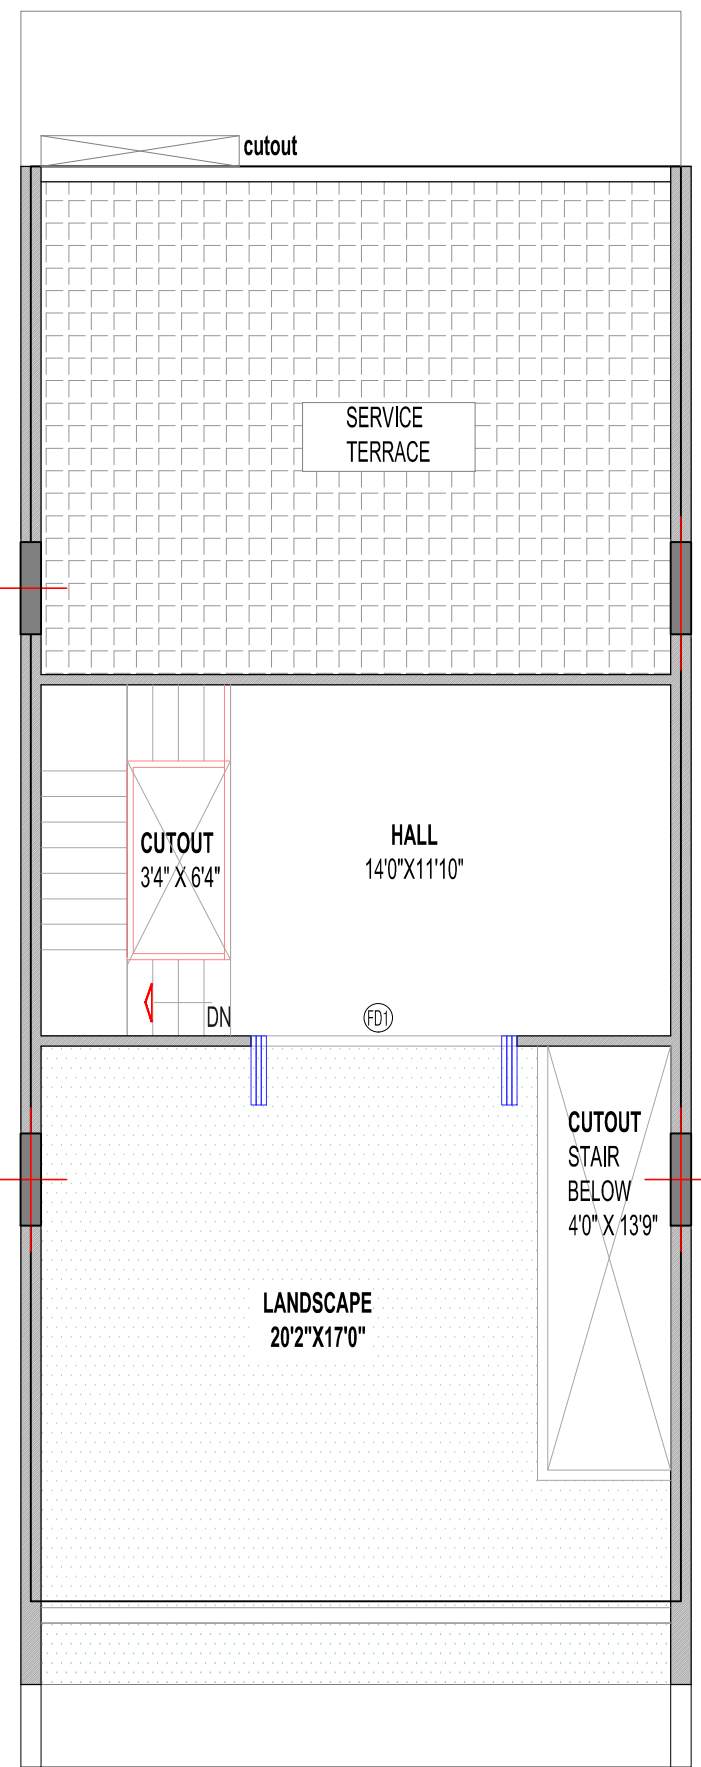 cutout
SERVICE
TERRACE
CUTOUT
3'4" X 6'4"
HALL
14'0"X11'10"
DN
FD1
CUTOUT
STAIR
BELOW
4'0" X 13'9"
LANDSCAPE
20'2"X17'0"